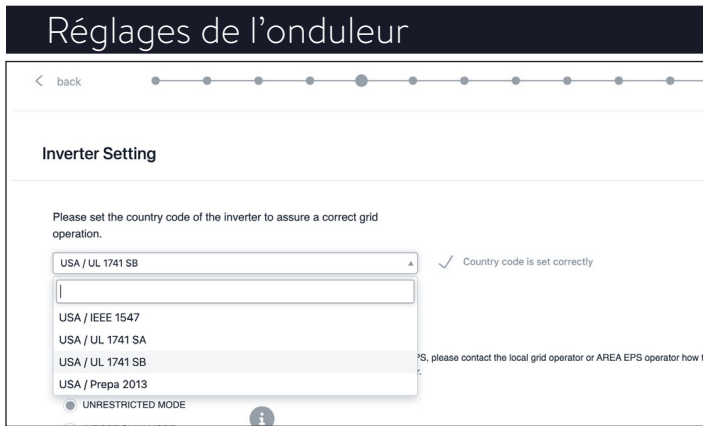 Réglages de l'onduleur
back
Inverter Setting
Please set the country code of the inverter to assure a correct grid
operation.
USA / UL 1741 SB
Country code is set correctly
USA / IEEE 1547
USA / UL 1741 SA
USA / UL 1741 SB
PS, please contact the local grid operator or AREA EPS operator how
USA / Prepa 2013
UNRESTRICTED MODE